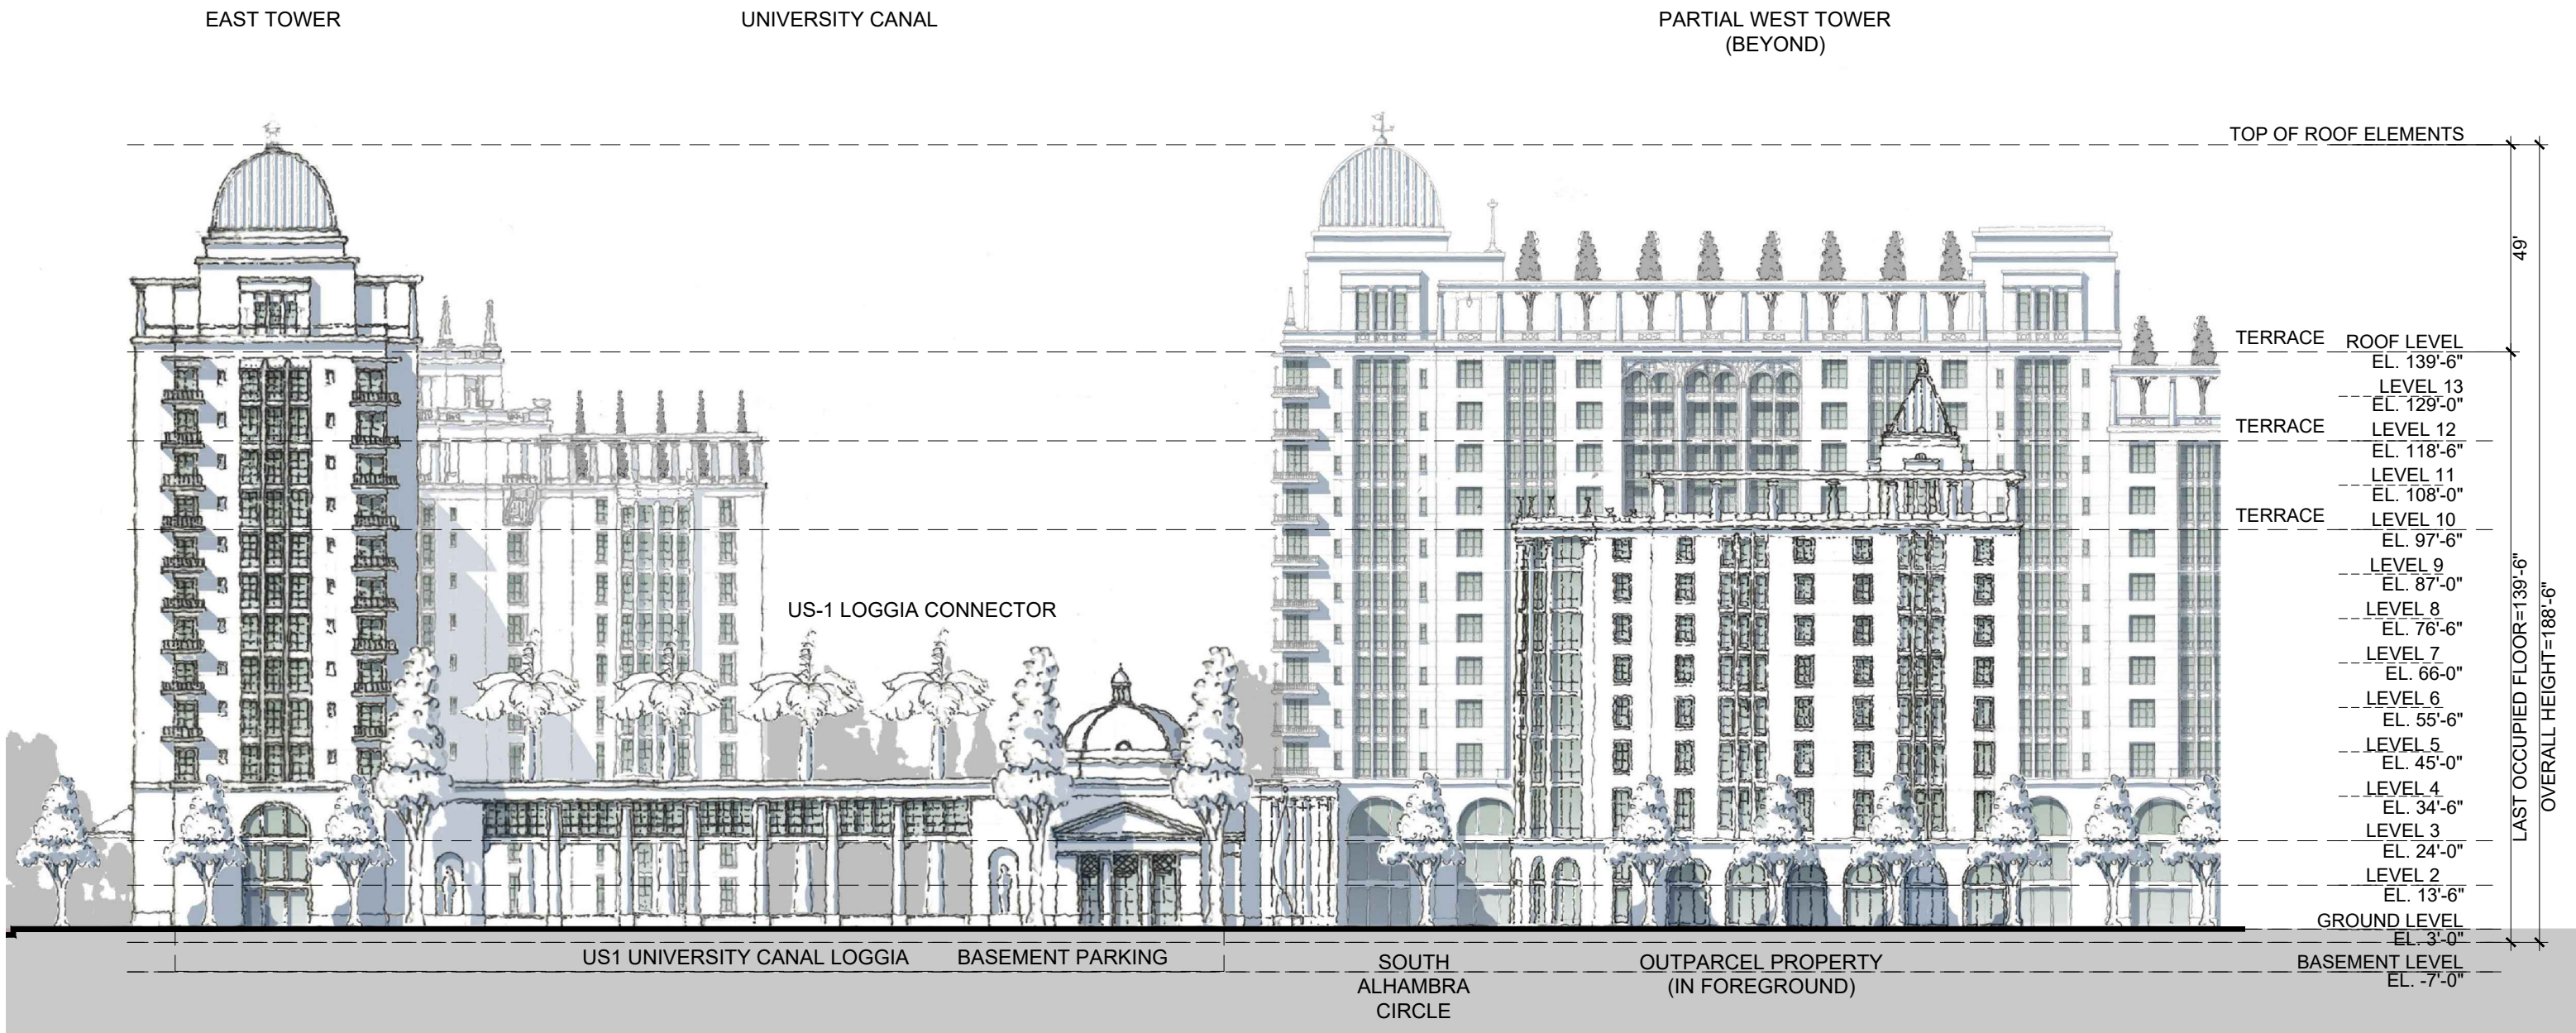 EAST TOWER
UNIVERSITY CANAL
PARTIAL WEST TOWER
(BEYOND)
TOP OF ROOF ELEMENTS
49'
TERRACE ROOF LEVEL
EL. 139'-6"
LEVEL 13
EL. 129'-0"
TERRACE LEVEL 12
EL. 118'-6"
LEVEL 11
EL. 108'-0"
TERRACE LEVEL 10
EL. 97'-6"
LEVEL 9
EL. 87'-0"
LEVEL 8
EL. 76'-6"
LEVEL 7
EL. 66-0"
LEVEL 6
EL. 55'-6"
LEVEL 5
EL. 45'-0"
LEVEL 4
EL. 34'-6"
LEVEL 3
EL. 24'-0"
LEVEL 2
EL. 13'-6"
GROUND LEVEL
EL. 3'-0"
BASEMENT LEVEL
EL. -7'-0"
LAST OCCUPIED FLOOR=139'-6"
OVERALL HEIGHT=188'-6"
US-1 LOGGIA CONNECTOR
US1 UNIVERSITY CANAL LOGGIA
BASEMENT PARKING
SOUTH
ALHAMBRA
CIRCLE
OUTPARCEL PROPERTY
(IN FOREGROUND)